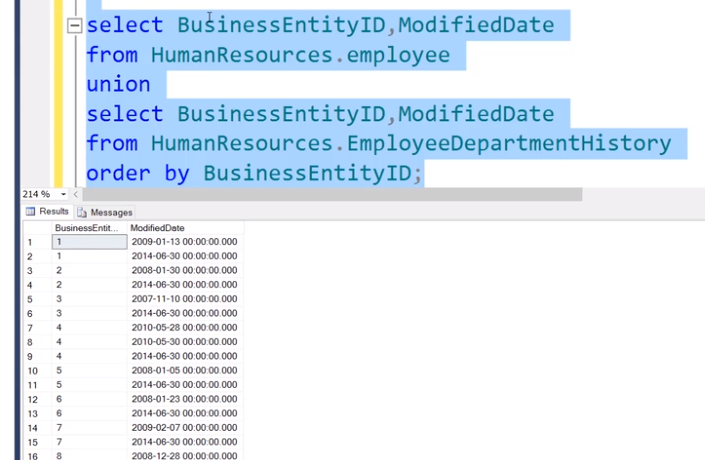 select BusinessEntityID,ModifiedDate
from HumanResources.employee
union
select BusinessEntityID,ModifiedDate
from HumanResources.EmployeeDepartmentHistory
order by BusinessEntityID;
214 %
Results Messages
BusinessEntit... ModifiedDate
1 1 2009-01-13 00:00:00.000
2 1 2014-06-30 00:00:00.000
3 2 2008-01-30 00:00:00.000
4 2 2014-06-30 00:00:00.000
5 3 2007-11-10 00:00:00.000
6 3 2014-06-30 00:00:00.000
7 4 2010-05-28 00:00:00.000
8 4 2010-05-30 00:00:00.000
9 4 2014-06-30 00:00:00.000
10 5 2008-01-05 00:00:00.000
11 5 2014-06-30 00:00:00.000
12 6 2008-01-23 00:00:00.000
13 6 2014-06-30 00:00:00.000
14 7 2009-02-07 00:00:00.000
15 7 2014-06-30 00:00:00.000
16 8 2008-12-28 00:00:00.000